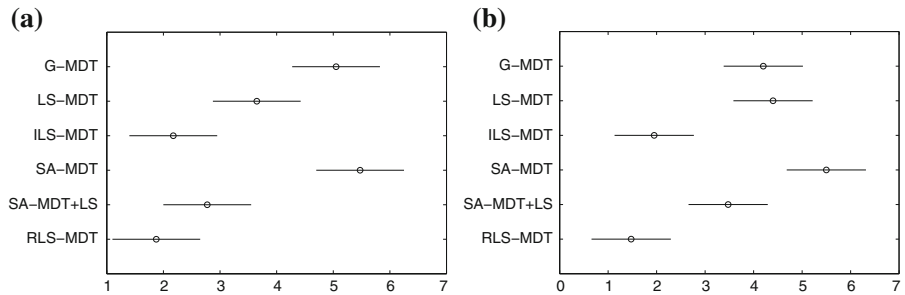 (a)
G−MDT
LS−MDT
ILS−MDT
SA−MDT
SA−MDT+LS
RLS−MDT
1 2 3 4 5 6 7
(b)
G−MDT
LS−MDT
ILS−MDT
SA−MDT
SA−MDT+LS
RLS−MDT
0 1 2 3 4 5 6 7